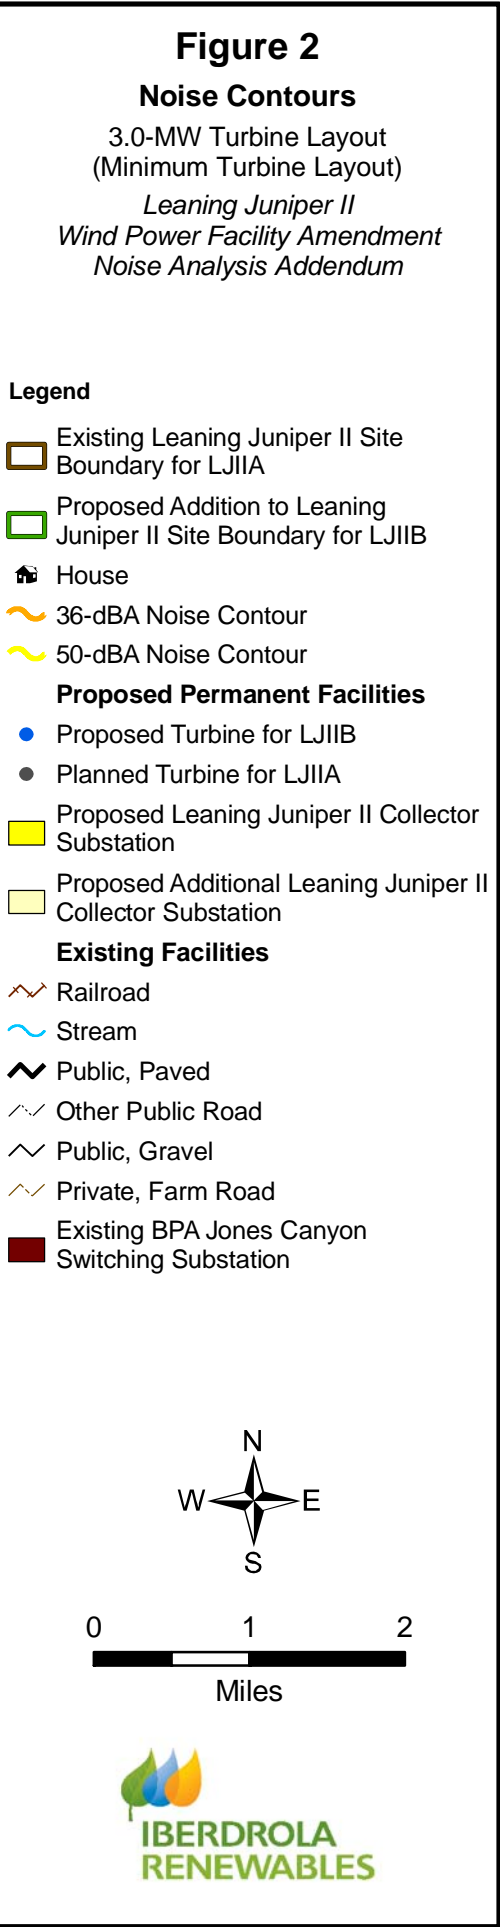 Figure 2
Noise Contours
3.0-MW Turbine Layout
(Minimum Turbine Layout)
Leaning Juniper II
Wind Power Facility Amendment
Noise Analysis Addendum
Legend
Existing Leaning Juniper II Site
Boundary for LJIIA
Proposed Addition to Leaning
Juniper II Site Boundary for LJIIB
House
36-dBA Noise Contour
50-dBA Noise Contour
Proposed Permanent Facilities
Proposed Turbine for LJIIB
Planned Turbine for LJIIA
Proposed Leaning Juniper II Collector
Substation
Proposed Additional Leaning Juniper II
Collector Substation
Existing Facilities
Railroad
Stream
Public, Paved
Other Public Road
Public, Gravel
Private, Farm Road
Existing BPA Jones Canyon
Switching Substation
N
W E
S
0 1 2
Miles
IBERDROLA
RENEWABLES